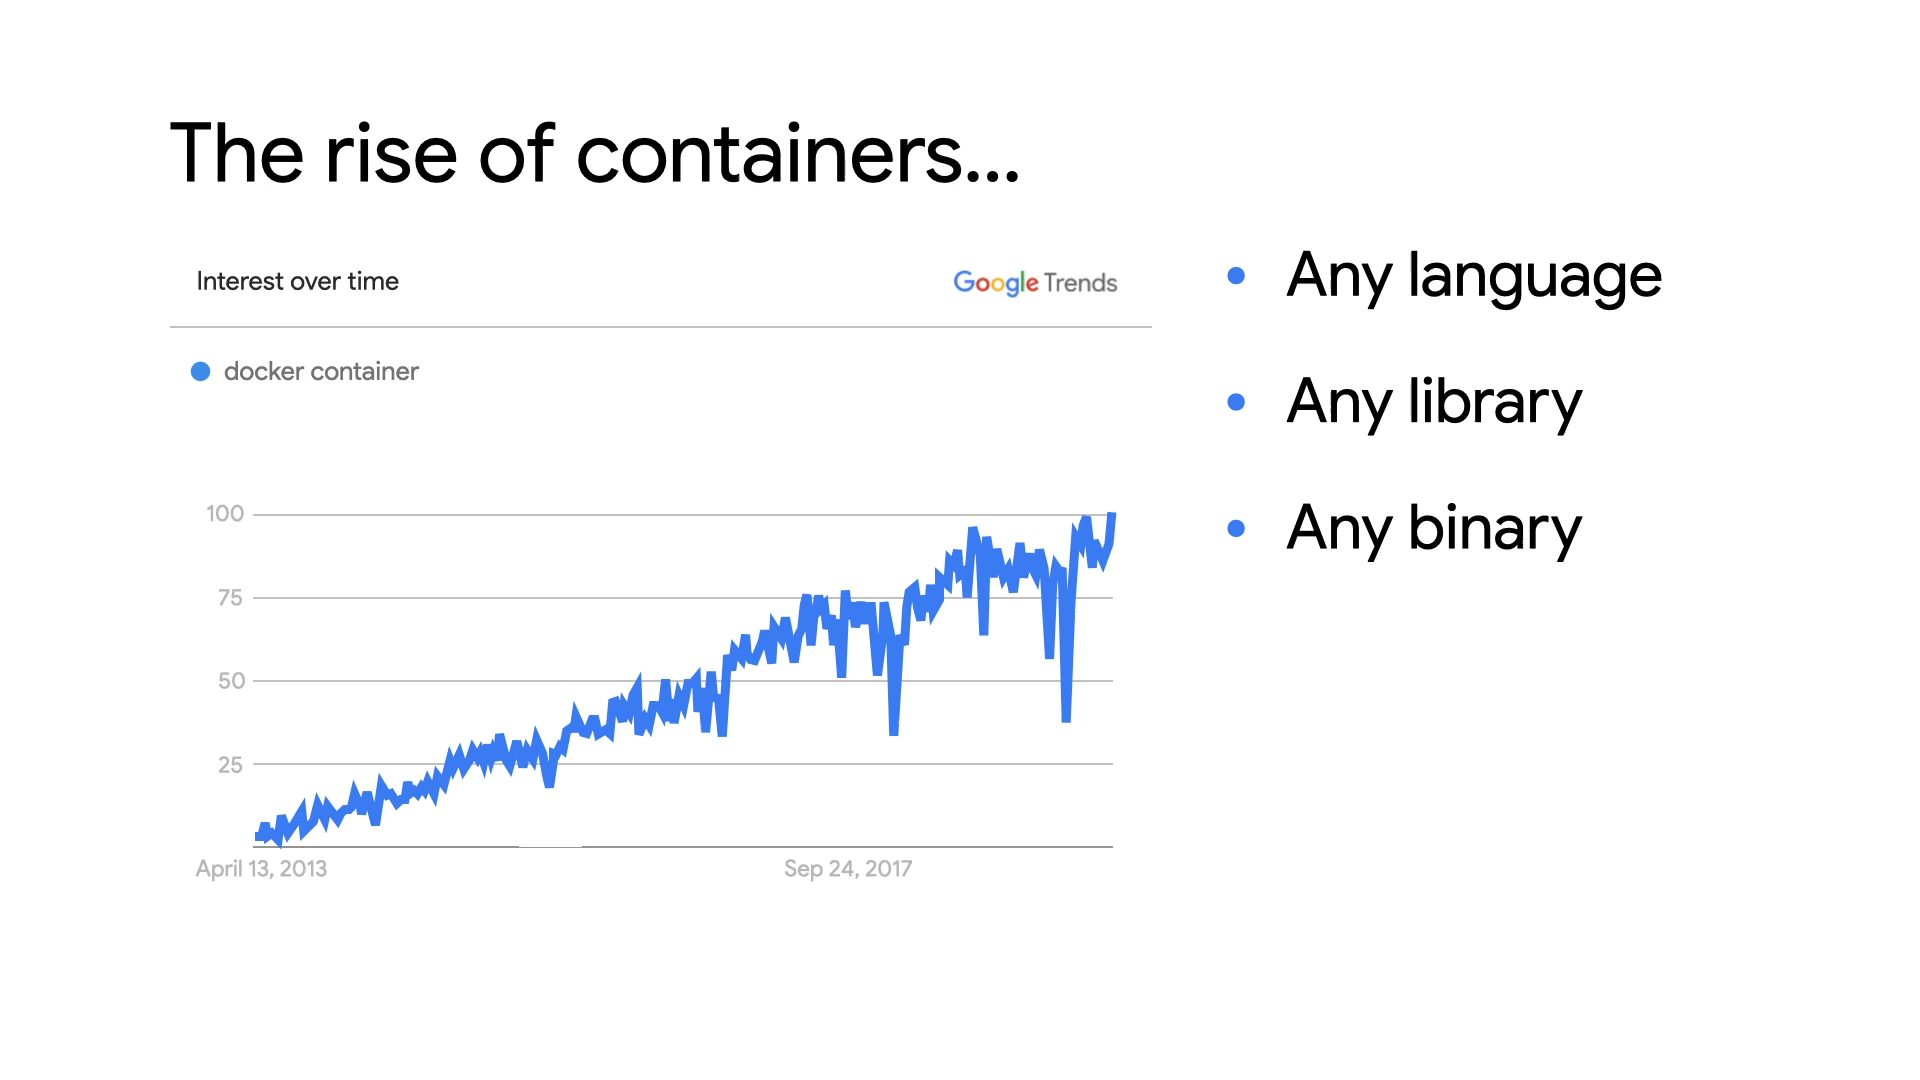 The rise of containers...
Interest over time
Google Trends
docker container
100
75
50
25
April 13, 2013
Sep 24, 2017
• Any language
• Any library
• Any binary